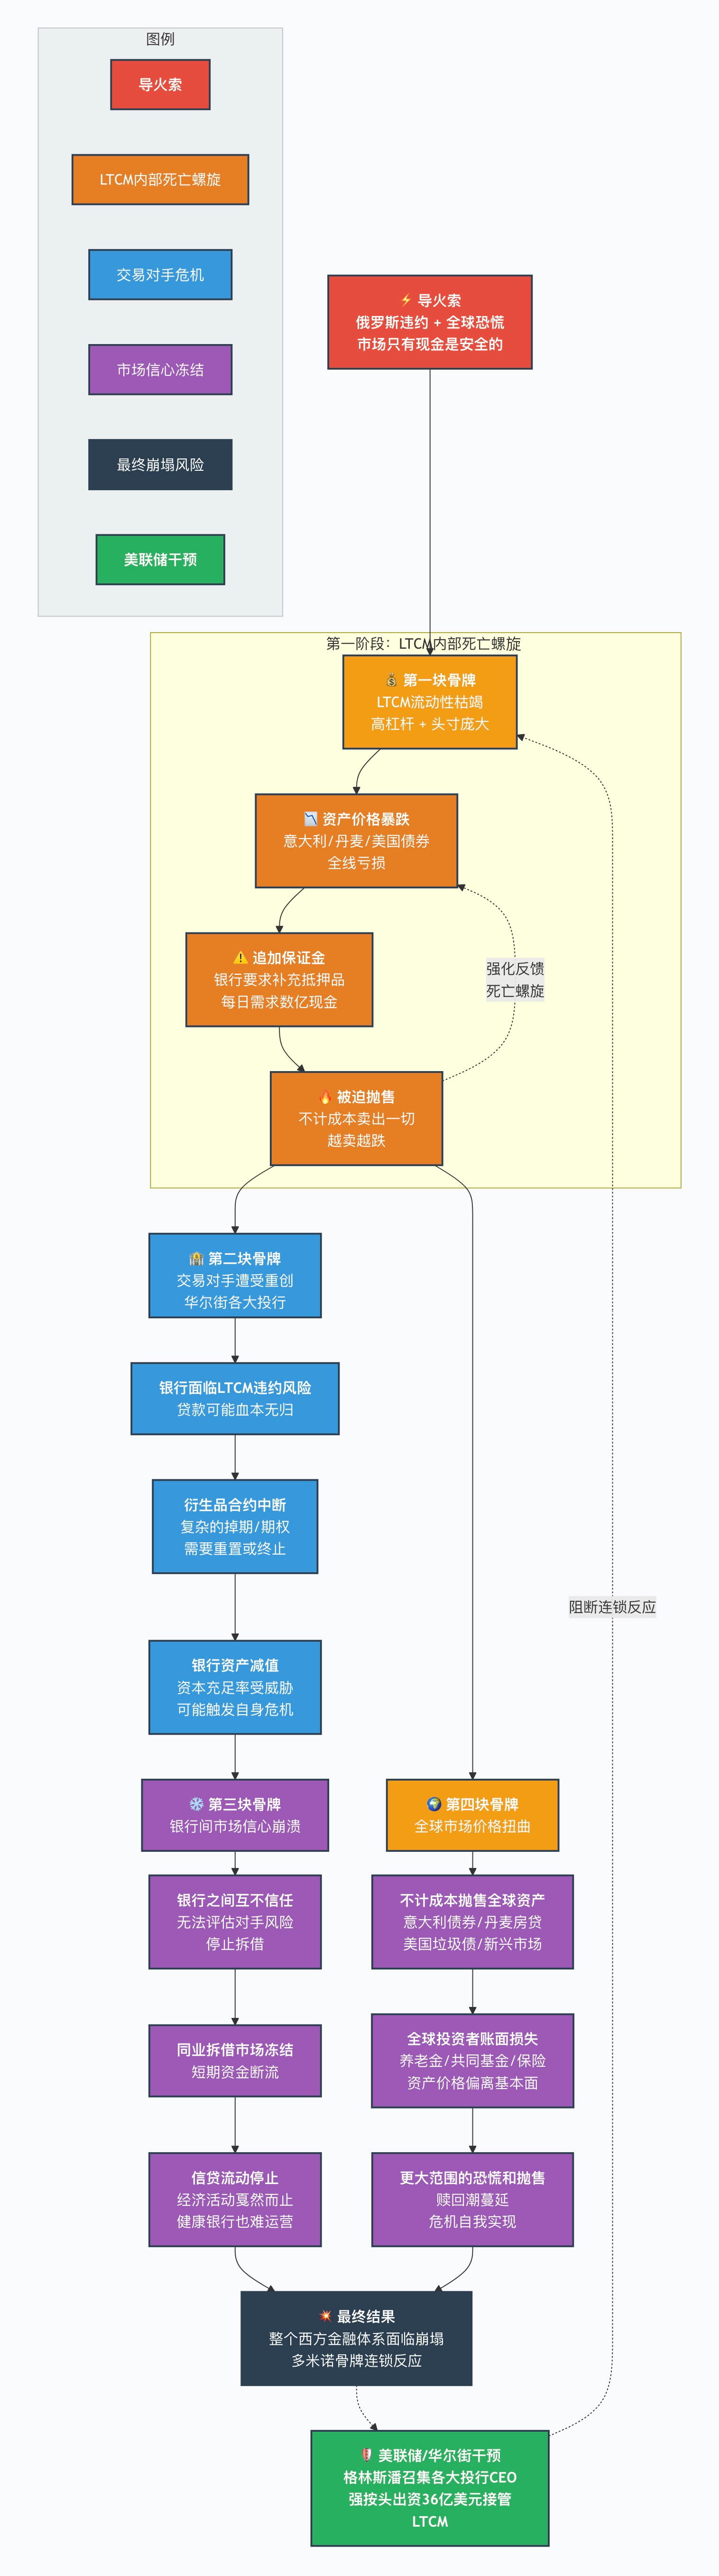 图例
导火索
LTCM内部死亡螺旋
交易对手危机
市场信心冻结
最终崩塌风险
美联储干预
⚡ 导火索
俄罗斯违约 + 全球恐慌
市场只有现金是安全的
第一阶段：LTCM内部死亡螺旋
💰 第一块骨牌
LTCM流动性枯竭
高杠杆 + 头寸庞大
📉 资产价格暴跌
意大利/丹麦/美国债券
全线亏损
⚠️ 追加保证金
银行要求补充抵押品
每日需求数亿现金
强化反馈
死亡螺旋
🔥 被迫抛售
不计成本卖出一切
越卖越跌
🏦 第二块骨牌
交易对手遭受重创
华尔街各大投行
银行面临LTCM违约风险
贷款可能血本无归
衍生品合约中断
复杂的掉期/期权
需要重置或终止
阻断连锁反应
银行资产减值
资本充足率受威胁
可能触发自身危机
❄️ 第三块骨牌
银行间市场信心崩溃
🌍 第四块骨牌
全球市场价格扭曲
银行之间互不信任
无法评估对手风险
停止拆借
不计成本抛售全球资产
意大利债券/丹麦房贷
美国垃圾债/新兴市场
同业拆借市场冻结
短期资金断流
全球投资者账面损失
养老金/共同基金/保险
资产价格偏离基本面
信贷流动停止
经济活动戛然而止
健康银行也难运营
更大范围的恐慌和抛售
赎回潮蔓延
危机自我实现
💥 最终结果
整个西方金融体系面临崩塌
多米诺骨牌连锁反应
美联储/华尔街干预
格林斯潘召集各大投行CEO
强按头出资36亿美元接管
LTCM